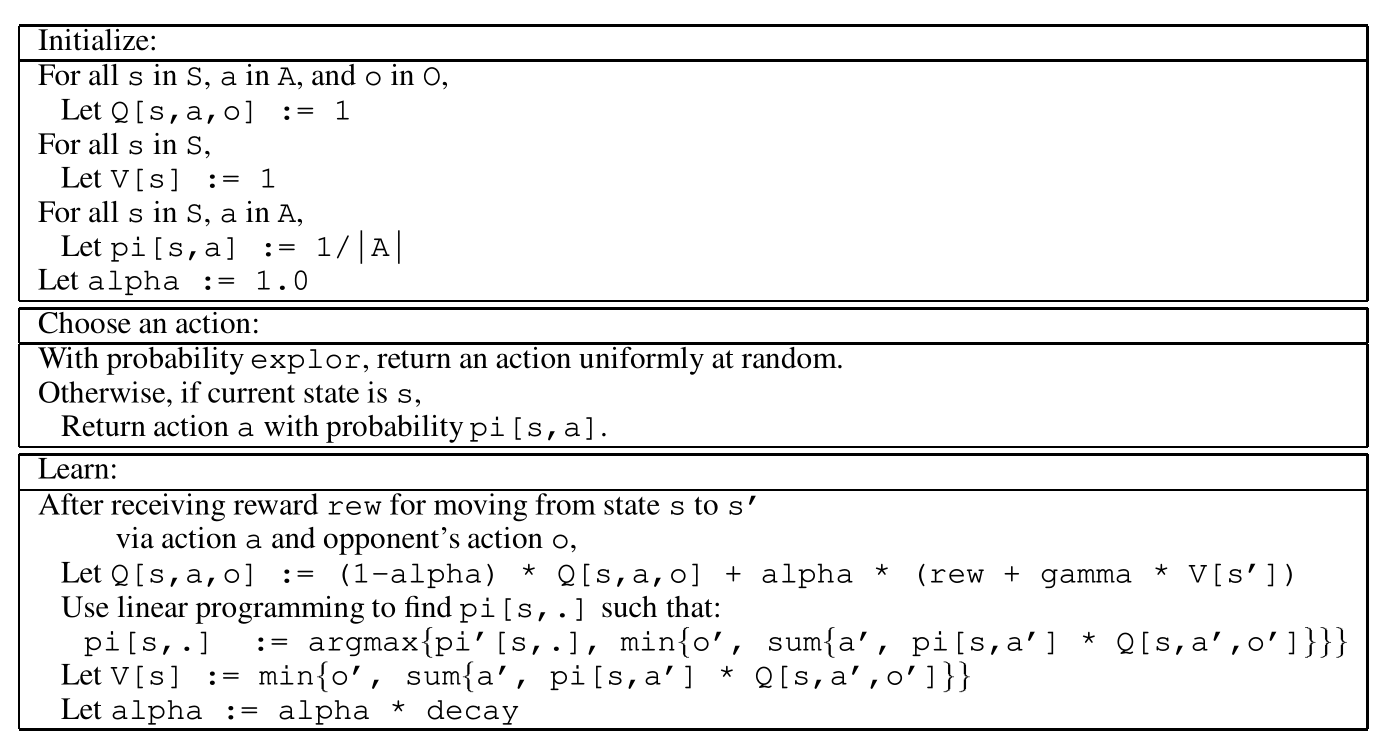 Initialize:
For all s in S, a in A, and o in O,
Let Q[s,a,o] := 1
For all s in S,
Let V[s] := 1
For all s in S, a in A,
Let pi[s,a] := 1/|A|
Let alpha := 1.0
Choose an action:
With probability explor, return an action uniformly at random.
Otherwise, if current state is s,
Return action a with probability pi[s,a].
Learn:
After receiving reward rew for moving from state s to s′
via action a and opponent's action o,
Let Q[s,a,o] := (1-alpha) * Q[s,a,o] + alpha * (rew + gamma * V[s′])
Use linear programming to find pi[s,.] such that:
pi[s,.] := argmax{pi′[s,.], min{o′, sum{a′, pi[s,a′] * Q[s,a′,o′]}}}
Let V[s] := min{o′, sum{a′, pi[s,a′] * Q[s,a′,o′]}}
Let alpha := alpha * decay